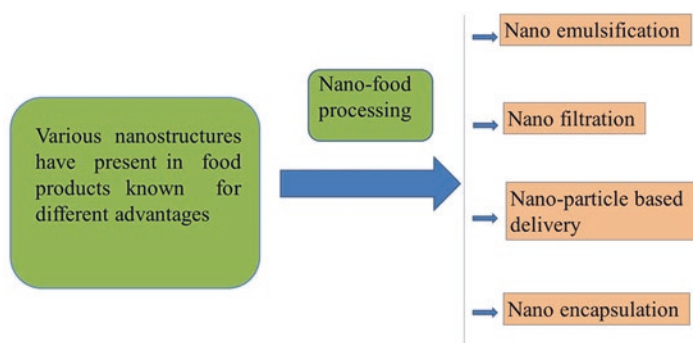 Various nanostructures
have present in food
products known for
different advantages
Nano-food
processing
Nano emulsification
Nano filtration
Nano-particle based
delivery
Nano encapsulation